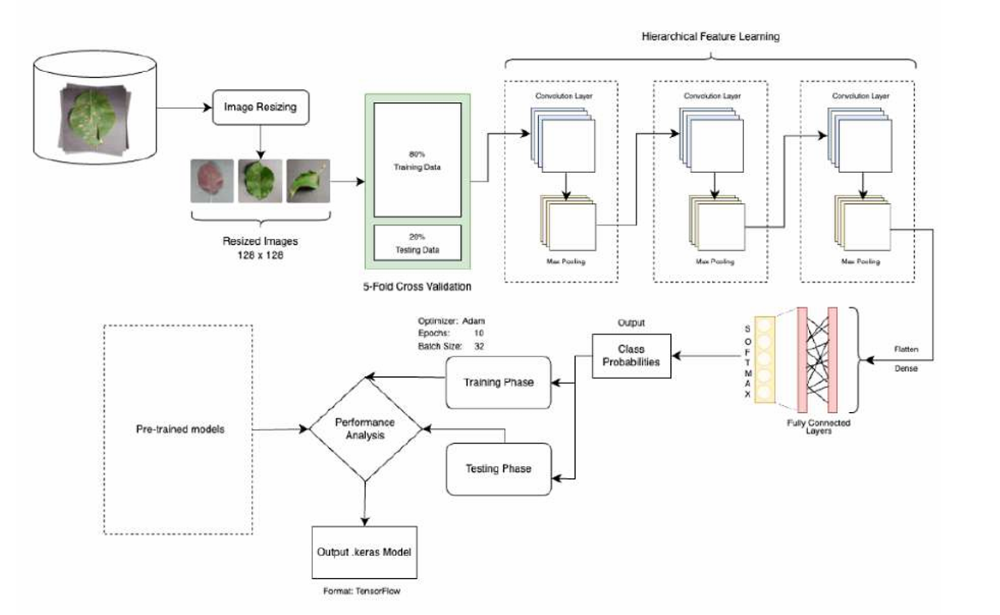 Hierarchical Feature Learning
Image Resizing
Resized Images
128 x 128
80%
Training Data
20%
Testing Data
5-Fold Cross Validation
Convolution Layer
Max Pooling
Convolution Layer
Max Pooling
Convolution Layer
Max Pooling
Flatten
Dense
Fully Connected
Layers
SOFTMAX
Output
Class
Probabilities
Optimizer: Adam
Epochs: 10
Batch Size: 32
Training Phase
Testing Phase
Performance
Analysis
Pre-trained models
Output .keras Model
Format: TensorFlow